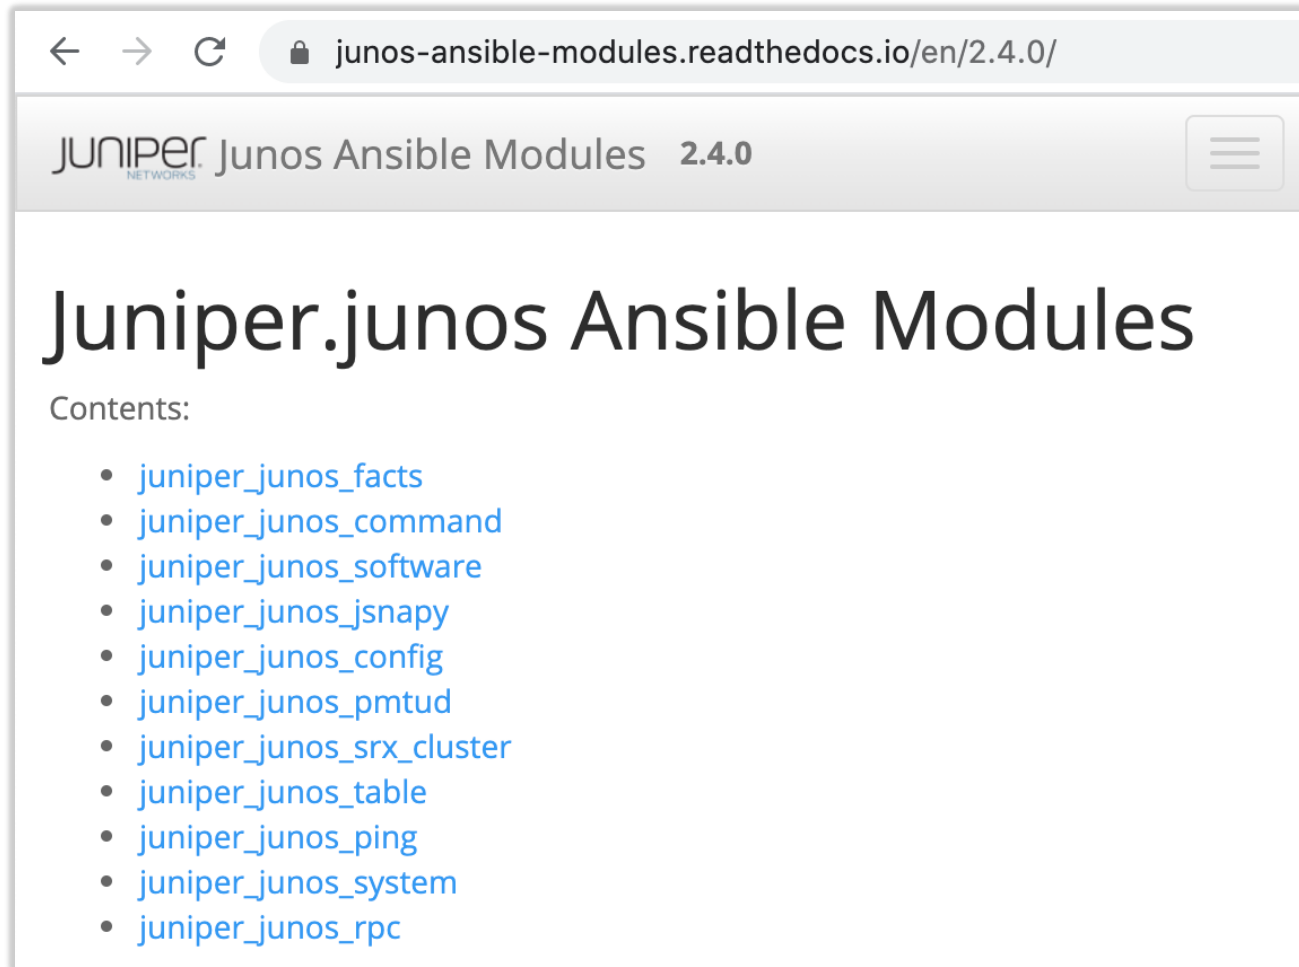 junos-ansible-modules.readthedocs.io/en/2.4.0/
JUNIPEr. Junos Ansible Modules 2.4.0
NETWORKS
Juniper.junos Ansible Modules
Contents:
• juniper_junos_facts
• juniper_junos_command
• juniper_junos_software
• juniper_junos_jsnapy
• juniper_junos_config
• juniper_junos_pmtud
• juniper_junos_srx_cluster
• juniper_junos_table
• juniper_junos_ping
• juniper_junos_system
• juniper_junos_rpc